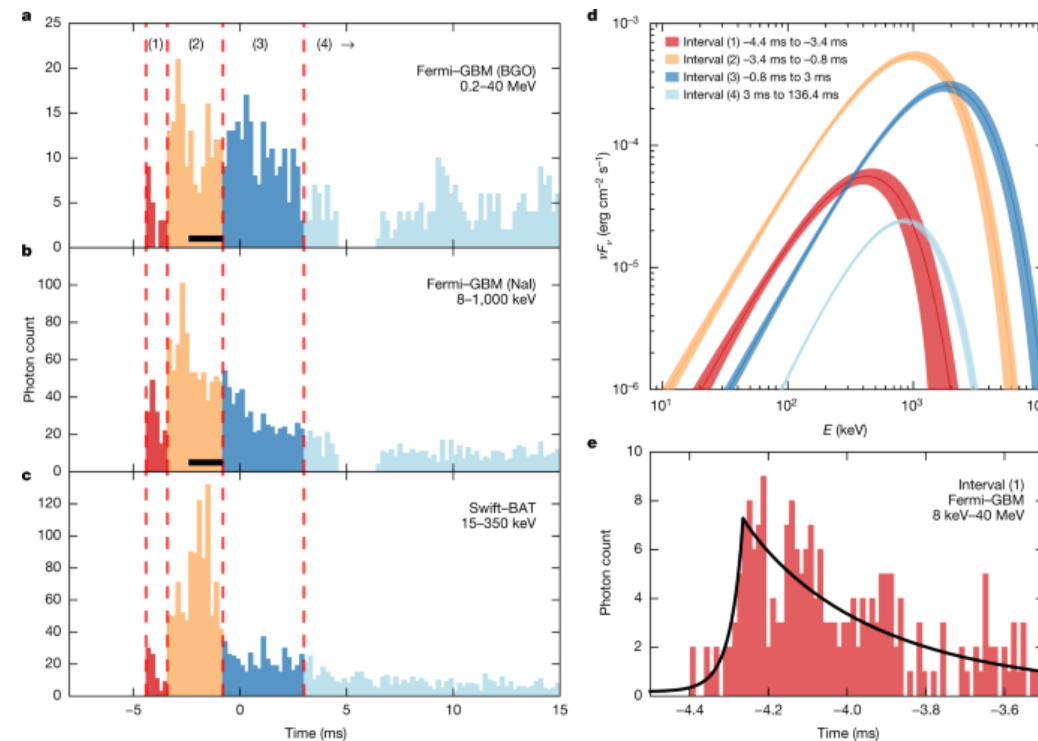 a
25
20
15
10
5
0
(1)
(2)
(3)
(4) →
Fermi–GBM (BGO)
0.2–40 MeV
b
100
80
60
40
20
0
Fermi–GBM (NaI)
8–1,000 keV
Photon count
c
120
100
80
60
40
20
0
Swift–BAT
15–350 keV
−5
0
5
10
15
Time (ms)
d
10⁻³
10⁻⁴
10⁻⁵
10⁻⁶
νFν (erg cm⁻² s⁻¹)
Interval (1) −4.4 ms to −3.4 ms
Interval (2) −3.4 ms to −0.8 ms
Interval (3) −0.8 ms to 3 ms
Interval (4) 3 ms to 136.4 ms
10¹
10²
10³
E (keV)
e
10
8
6
4
2
0
Photon count
Interval (1)
Fermi–GBM
8 keV–40 MeV
−4.4
−4.2
−4.0
−3.8
−3.6
Time (ms)